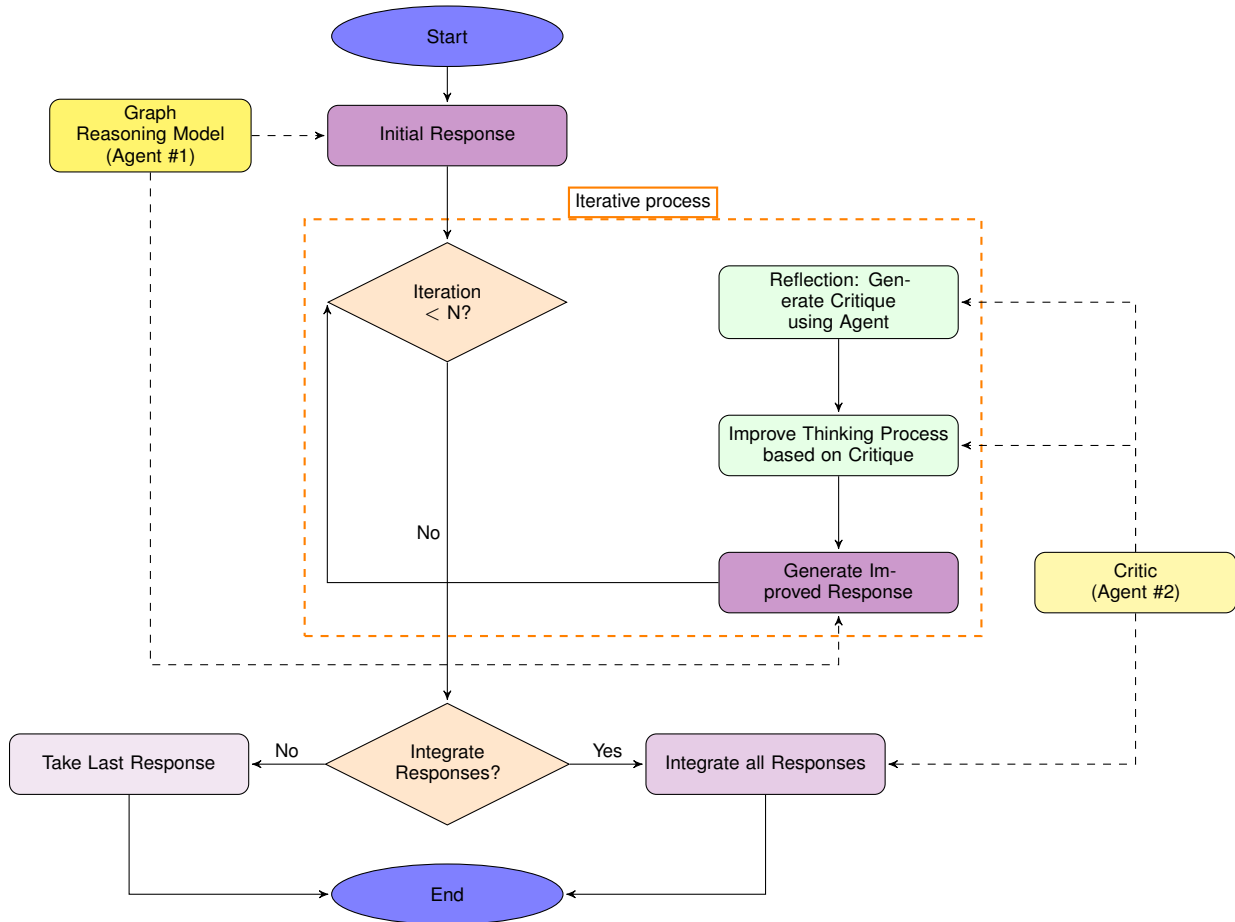 Start
Graph
Reasoning Model
(Agent #1)
Initial Response
Iterative process
Iteration
< N?
Reflection: Gen-
erate Critique
using Agent
Improve Thinking Process
based on Critique
No
Generate Im-
proved Response
Critic
(Agent #2)
Take Last Response
No
Integrate
Responses?
Yes
Integrate all Responses
End